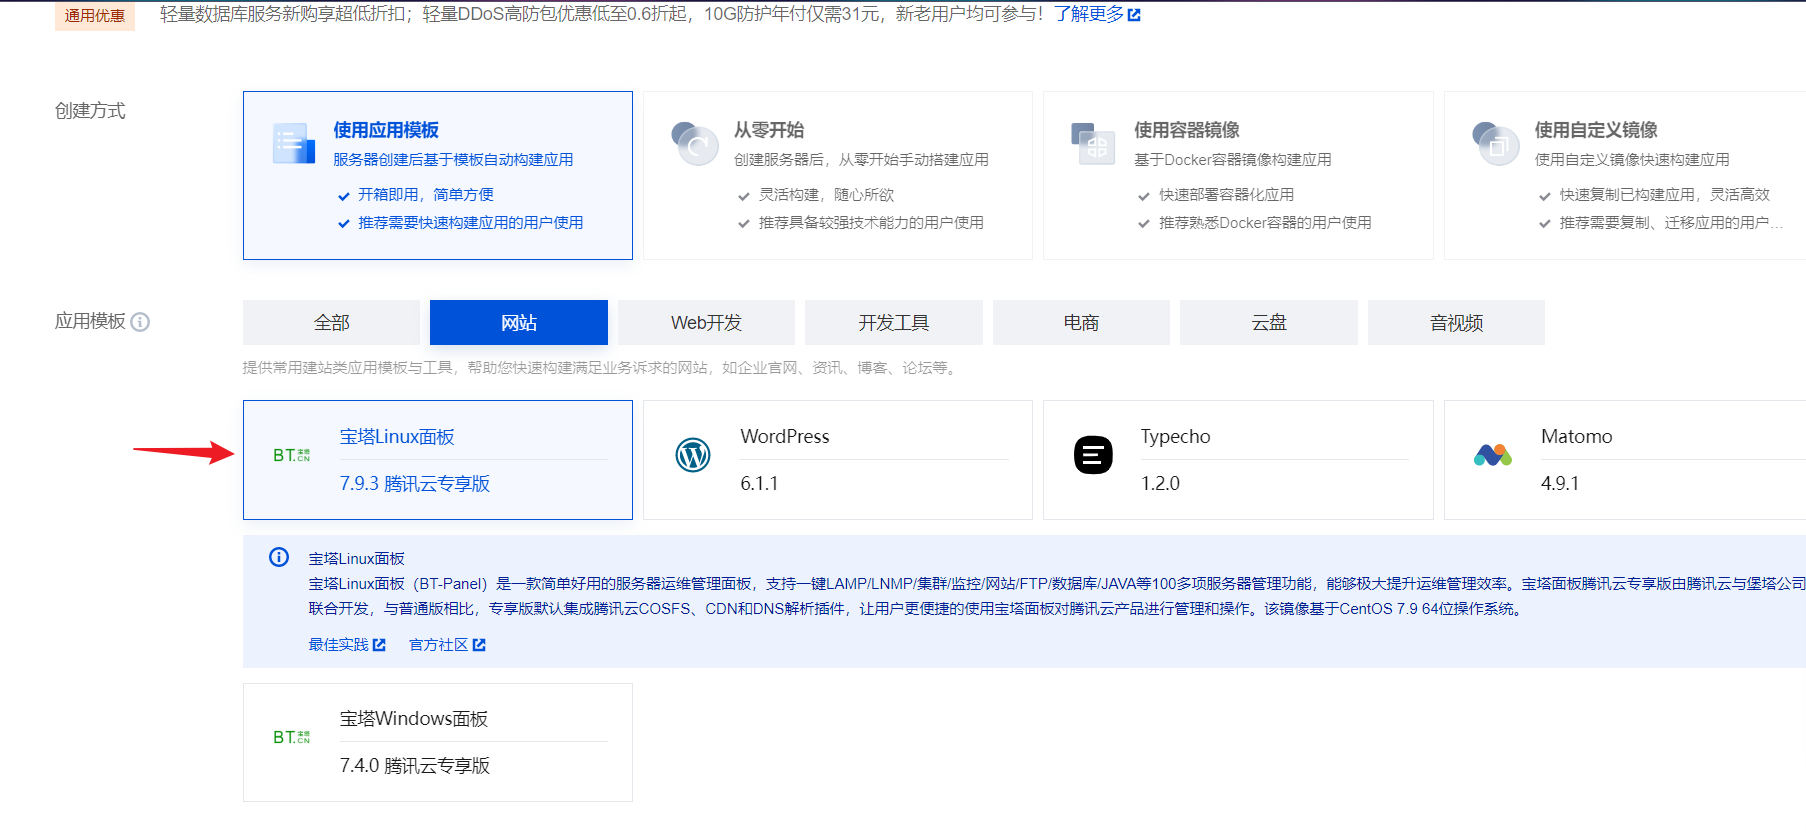 通用优惠 轻量数据库服务新购享超低折扣；轻量DDoS高防包优惠低至0.6折起，10G防护年付仅需31元，新老用户均可参与！了解更多
创建方式
使用应用模板
服务器创建后基于模板自动构建应用
开箱即用，简单方便
推荐需要快速构建应用的用户使用
从零开始
创建服务器后，从零开始手动搭建应用
灵活构建，随心所欲
推荐具备较强技术能力的用户使用
使用容器镜像
基于Docker容器镜像构建应用
快速部署容器化应用
推荐熟悉Docker容器的用户使用
使用自定义镜像
使用自定义镜像快速构建应用
快速复制已构建应用，灵活高效
推荐需要复制、迁移应用的用户...
应用模板
全部 网站 Web开发 开发工具 电商 云盘 音视频
提供常用建站类应用模板与工具，帮助您快速构建满足业务诉求的网站，如企业官网、资讯、博客、论坛等。
BT.宝塔.CN
宝塔Linux面板
7.9.3 腾讯云专享版
WordPress
6.1.1
Typecho
1.2.0
Matomo
4.9.1
宝塔Linux面板
宝塔Linux面板（BT-Panel）是一款简单好用的服务器运维管理面板，支持一键LAMP/LNMP/集群/监控/网站/FTP/数据库/JAVA等100多项服务器管理功能，能够极大提升运维管理效率。宝塔面板腾讯云专享版由腾讯云与堡塔公司
联合开发，与普通版相比，专享版默认集成腾讯云COSFS、CDN和DNS解析插件，让用户更便捷的使用宝塔面板对腾讯云产品进行管理和操作。该镜像基于CentOS 7.9 64位操作系统。
最佳实践 官方社区
BT.宝塔.CN
宝塔Windows面板
7.4.0 腾讯云专享版